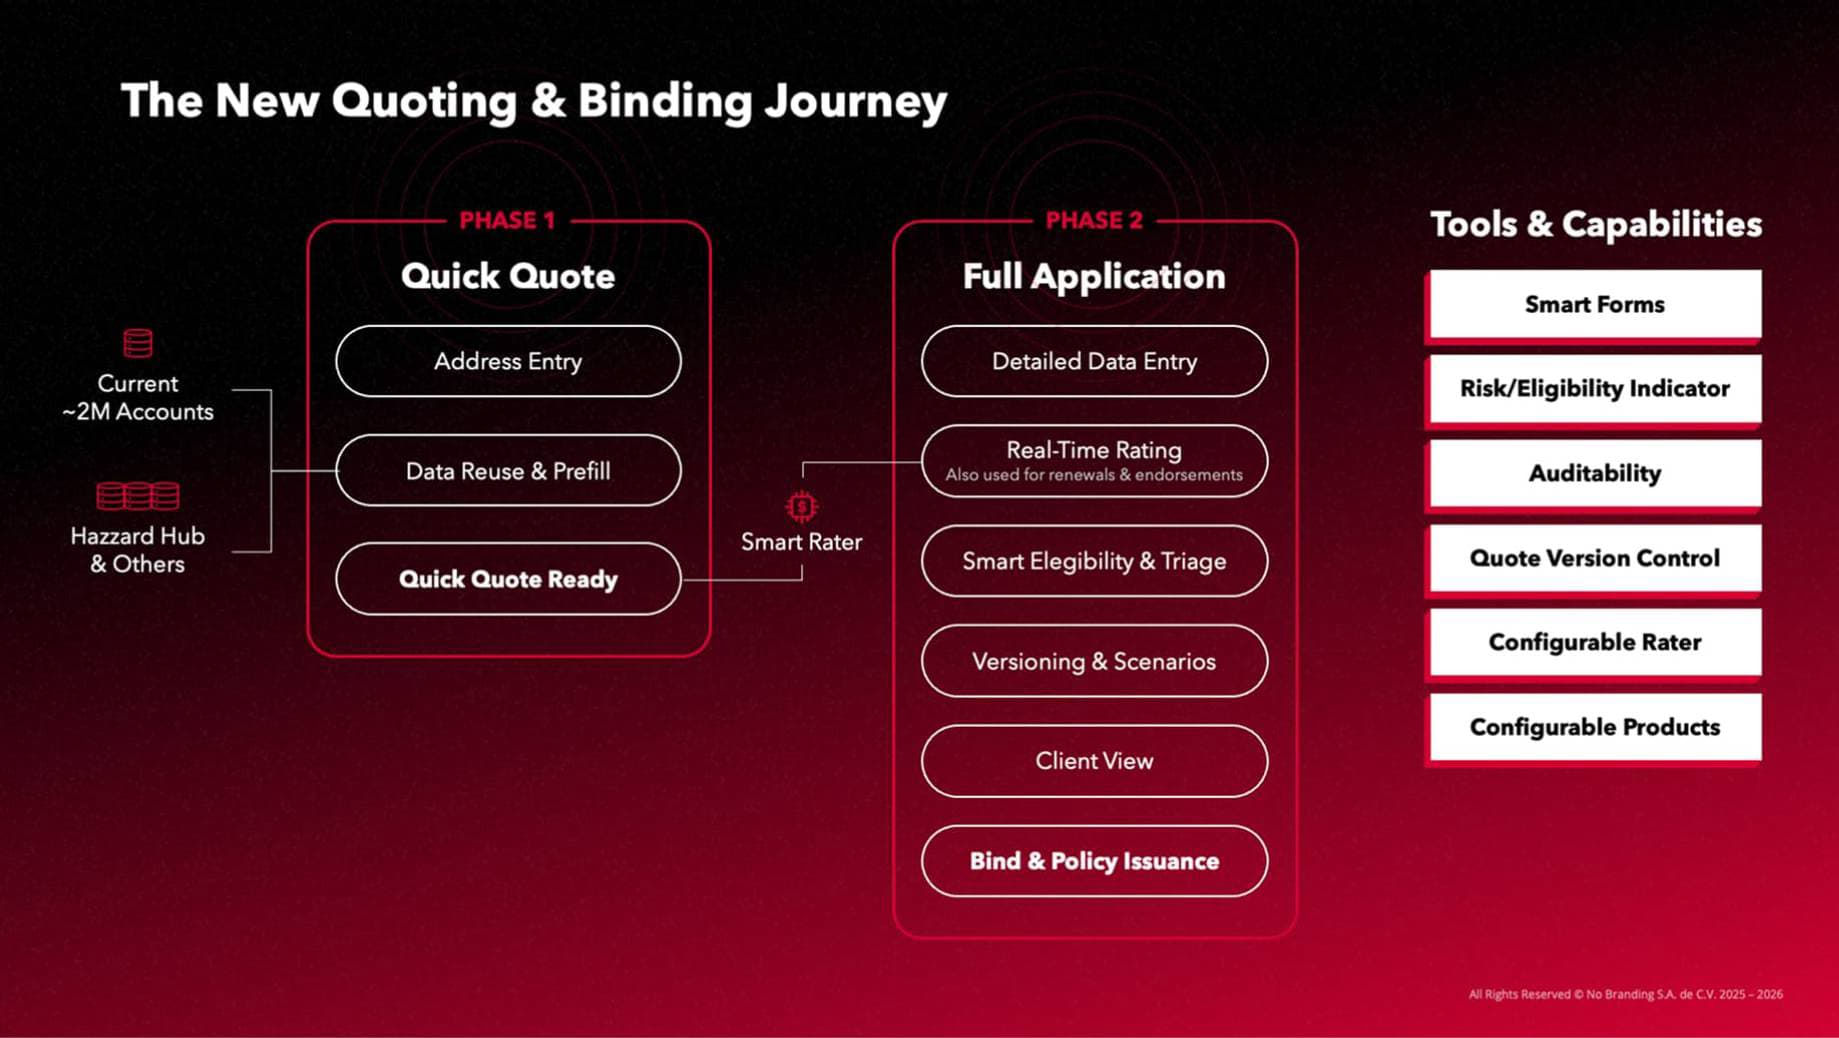 The New Quoting & Binding Journey
Current
~2M Accounts
Hazzard Hub
& Others
PHASE 1
Quick Quote
Address Entry
Data Reuse & Prefill
Quick Quote Ready
$
Smart Rater
PHASE 2
Full Application
Detailed Data Entry
Real-Time Rating
Also used for renewals & endorsements
Smart Elegibility & Triage
Versioning & Scenarios
Client View
Bind & Policy Issuance
Tools & Capabilities
Smart Forms
Risk/Eligibility Indicator
Auditability
Quote Version Control
Configurable Rater
Configurable Products
All Rights Reserved © No Branding S.A. de C.V. 2025 – 2026